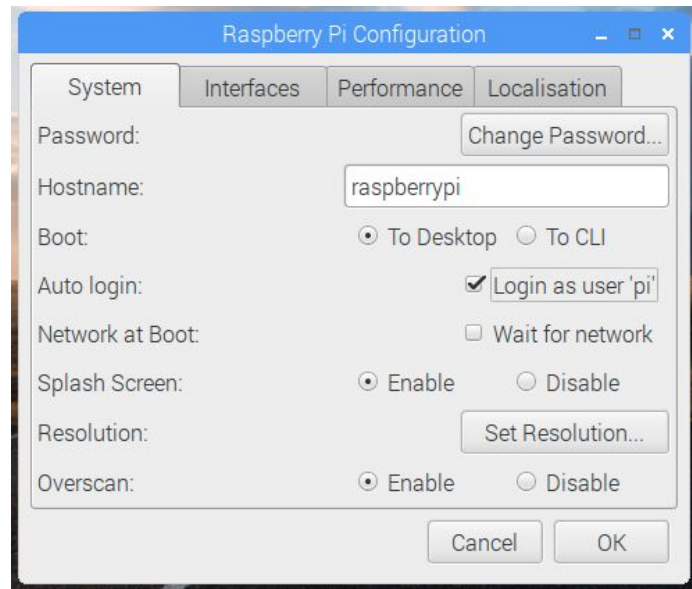 Raspberry Pi Configuration
System Interfaces Performance Localisation
Password: Change Password...
Hostname: raspberrypi
Boot: To Desktop To CLI
Auto login: Login as user 'pi'
Network at Boot: Wait for network
Splash Screen: Enable Disable
Resolution: Set Resolution...
Overscan: Enable Disable
Cancel OK